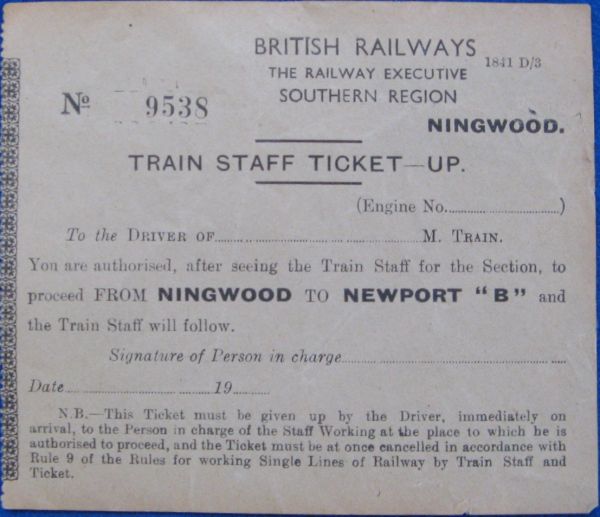 BRITISH RAILWAYS
THE RAILWAY EXECUTIVE 1841 D/3
SOUTHERN REGION
Nº 9538
NINGWOOD.
TRAIN STAFF TICKET—UP.
(Engine No..............................)
To the DRIVER OF..................................................M. TRAIN.
You are authorised, after seeing the Train Staff for the Section, to
proceed FROM NINGWOOD TO NEWPORT "B" and
the Train Staff will follow.
Signature of Person in charge..................................................
Date..............................19..........
N.B.—This Ticket must be given up by the Driver, immediately on
arrival, to the Person in charge of the Staff Working at the place to which he is
authorised to proceed, and the Ticket must be at once cancelled in accordance with
Rule 9 of the Rules for working Single Lines of Railway by Train Staff and
Ticket.